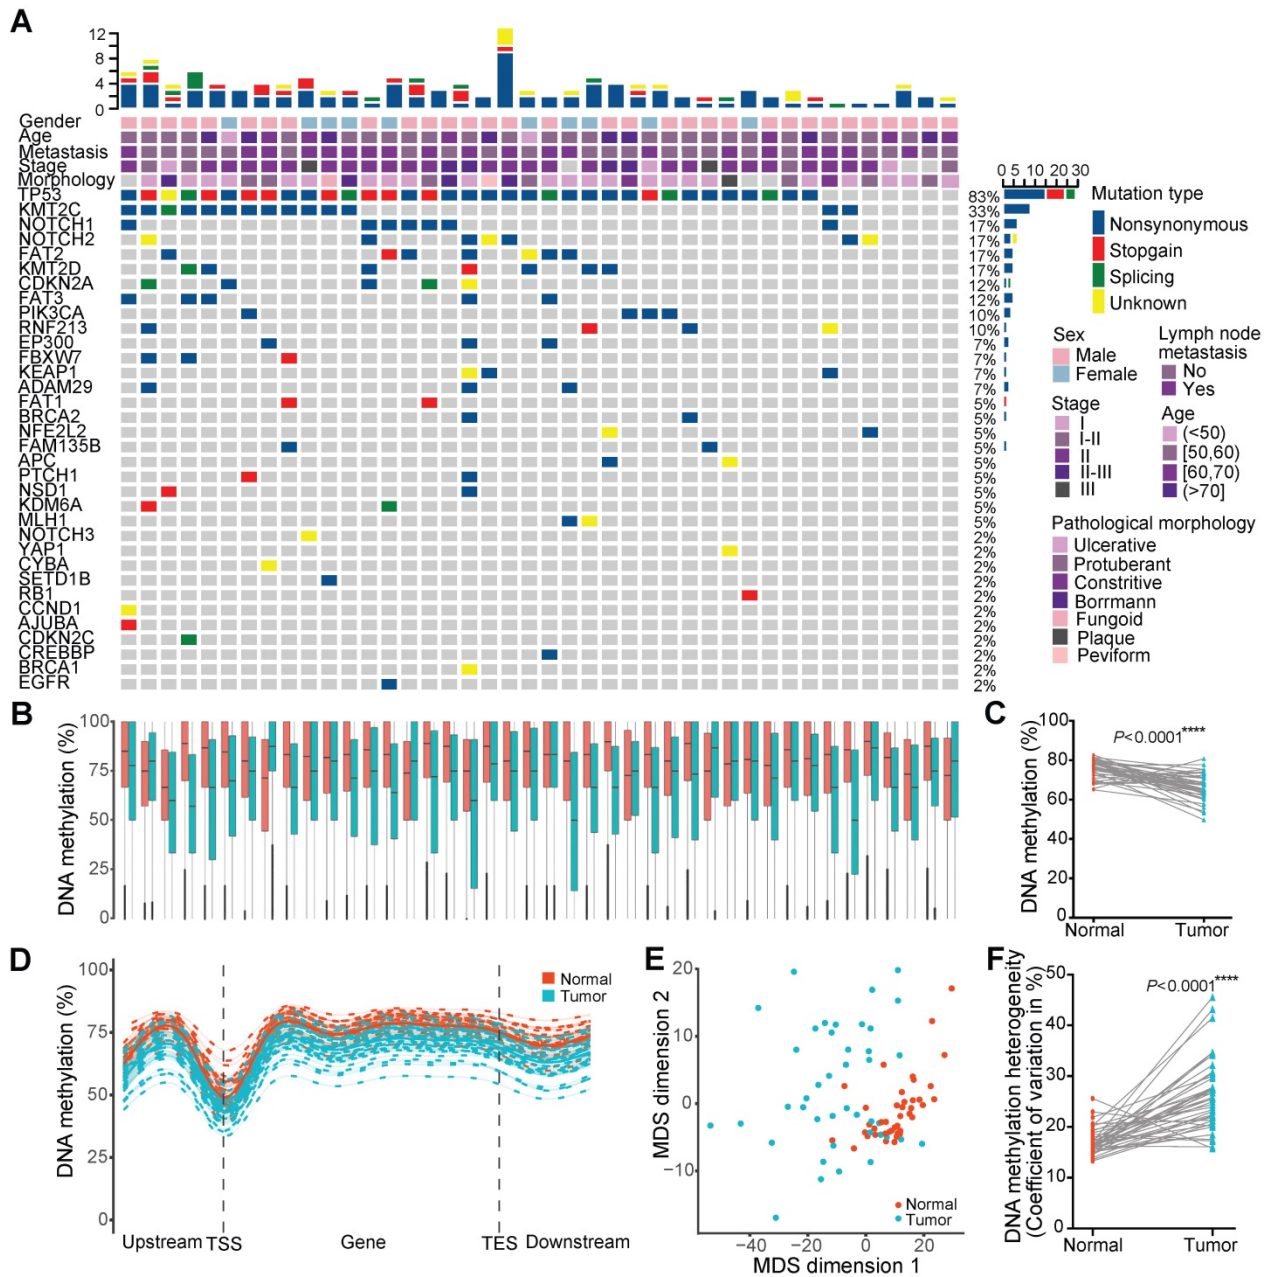 A
12
8
4
0
Gender
Age
Metastasis
Stage
Morphology
0 5 10 20 30
TP53 83%
KMT2C 33%
NOTCH1 17%
NOTCH2 17%
FAT2 17%
KMT2D 17%
CDKN2A 12%
FAT3 12%
PIK3CA 10%
RNF213 10%
EP300 7%
FBXW7 7%
KEAP1 7%
ADAM29 7%
FAT1 5%
BRCA2 5%
NFE2L2 5%
FAM135B 5%
APC 5%
PTCH1 5%
NSD1 5%
KDM6A 5%
MLH1 5%
NOTCH3 2%
YAP1 2%
CYBA 2%
SETD1B 2%
RB1 2%
CCND1 2%
AJUBA 2%
CDKN2C 2%
CREBBP 2%
BRCA1 2%
EGFR 2%
Mutation type
Nonsynonymous
Stopgain
Splicing
Unknown
Sex
Male
Female
Lymph node
metastasis
No
Yes
Stage
I
I-II
II
II-III
III
Age
(<50)
[50,60)
[60,70)
(>70]
Pathological morphology
Ulcerative
Protuberant
Constritive
Borrmann
Fungoid
Plaque
Peviform
B
DNA methylation (%)
100
75
50
25
0
C
DNA methylation (%)
100
80
60
40
20
0
P<0.0001****
Normal Tumor
D
DNA methylation (%)
100
75
50
25
0
Normal
Tumor
Upstream TSS Gene TES Downstream
E
MDS dimension 2
20
10
0
−10
Normal
Tumor
−40 −20 0 20
MDS dimension 1
F
DNA methylation heterogeneity
(Coefficient of variation in %)
50
40
30
20
10
0
P<0.0001****
Normal Tumor